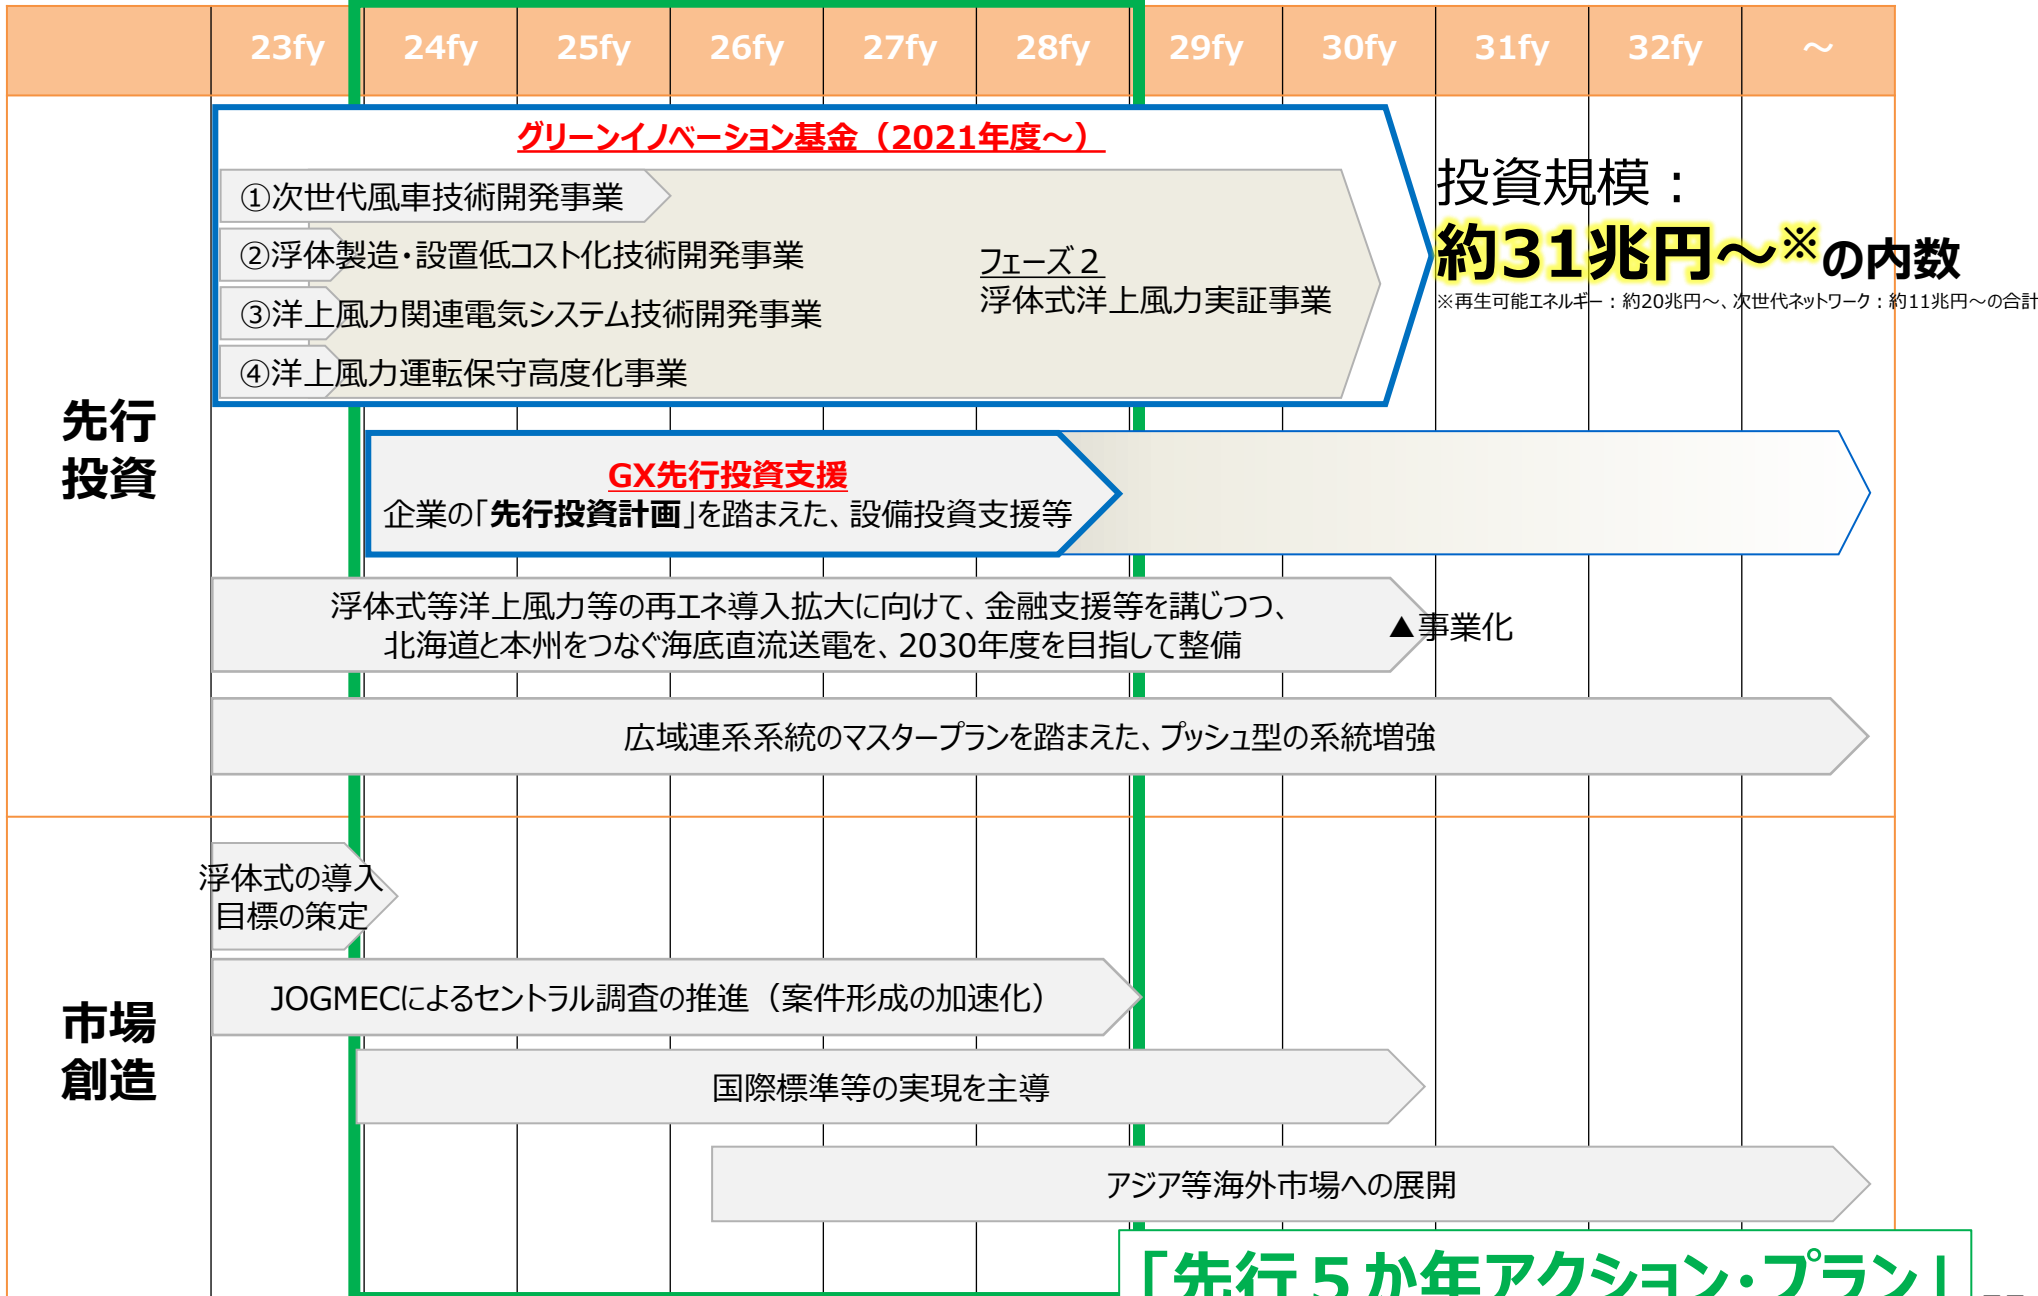 23fy 24fy 25fy 26fy 27fy 28fy 29fy 30fy 31fy 32fy ～
先行
投資
グリーンイノベーション基金（2021年度～）
①次世代風車技術開発事業
②浮体製造・設置低コスト化技術開発事業
③洋上風力関連電気システム技術開発事業
④洋上風力運転保守高度化事業
フェーズ２
浮体式洋上風力実証事業
投資規模：
約31兆円～※の内数
※再生可能エネルギー：約20兆円～、次世代ネットワーク：約11兆円～の合計
GX先行投資支援
企業の「先行投資計画」を踏まえた、設備投資支援等
浮体式等洋上風力等の再エネ導入拡大に向けて、金融支援等を講じつつ、
北海道と本州をつなぐ海底直流送電を、2030年度を目指して整備
▲事業化
広域連系系統のマスタープランを踏まえた、プッシュ型の系統増強
市場
創造
浮体式の導入
目標の策定
JOGMECによるセントラル調査の推進（案件形成の加速化）
国際標準等の実現を主導
アジア等海外市場への展開
「先行５か年アクション・プラン」